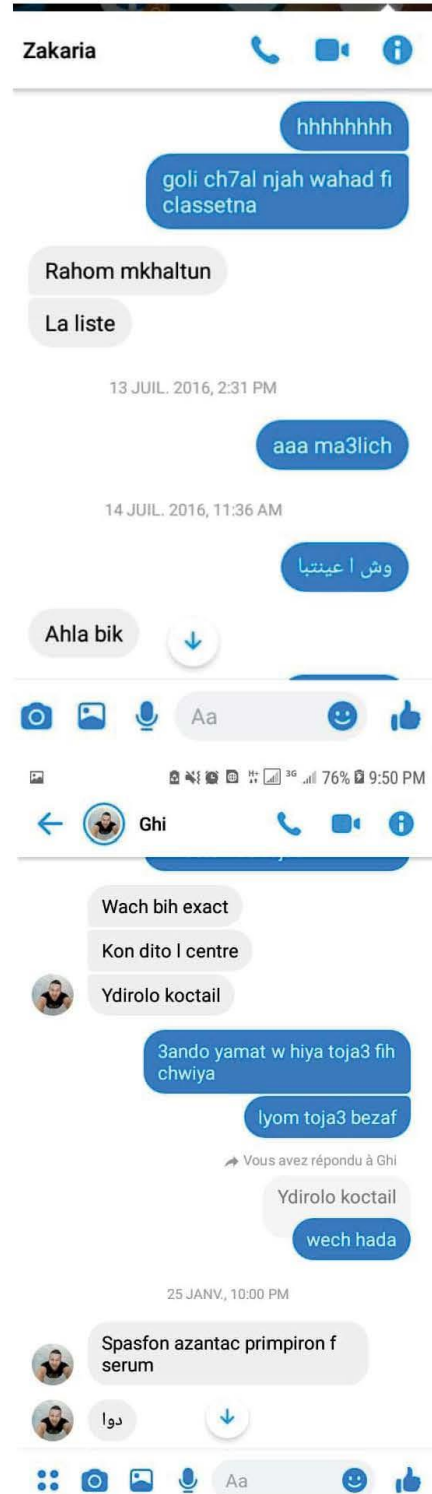 Zakaria
hhhhhhhh
goli ch7al njah wahad fi
classetna
Rahom mkhaltun
La liste
13 JUIL. 2016, 2:31 PM
aaa ma3lich
14 JUIL. 2016, 11:36 AM
وش ا عينتبا
Ahla bik
Aa
3G 76% 9:50 PM
Ghi
Wach bih exact
Kon dito l centre
Ydirolo koctail
3ando yamat w hiya toja3 fih
chwiya
lyom toja3 bezaf
Vous avez répondu à Ghi
Ydirolo koctail
wech hada
25 JANV., 10:00 PM
Spasfon azantac primpiron f
serum
دوا
Aa